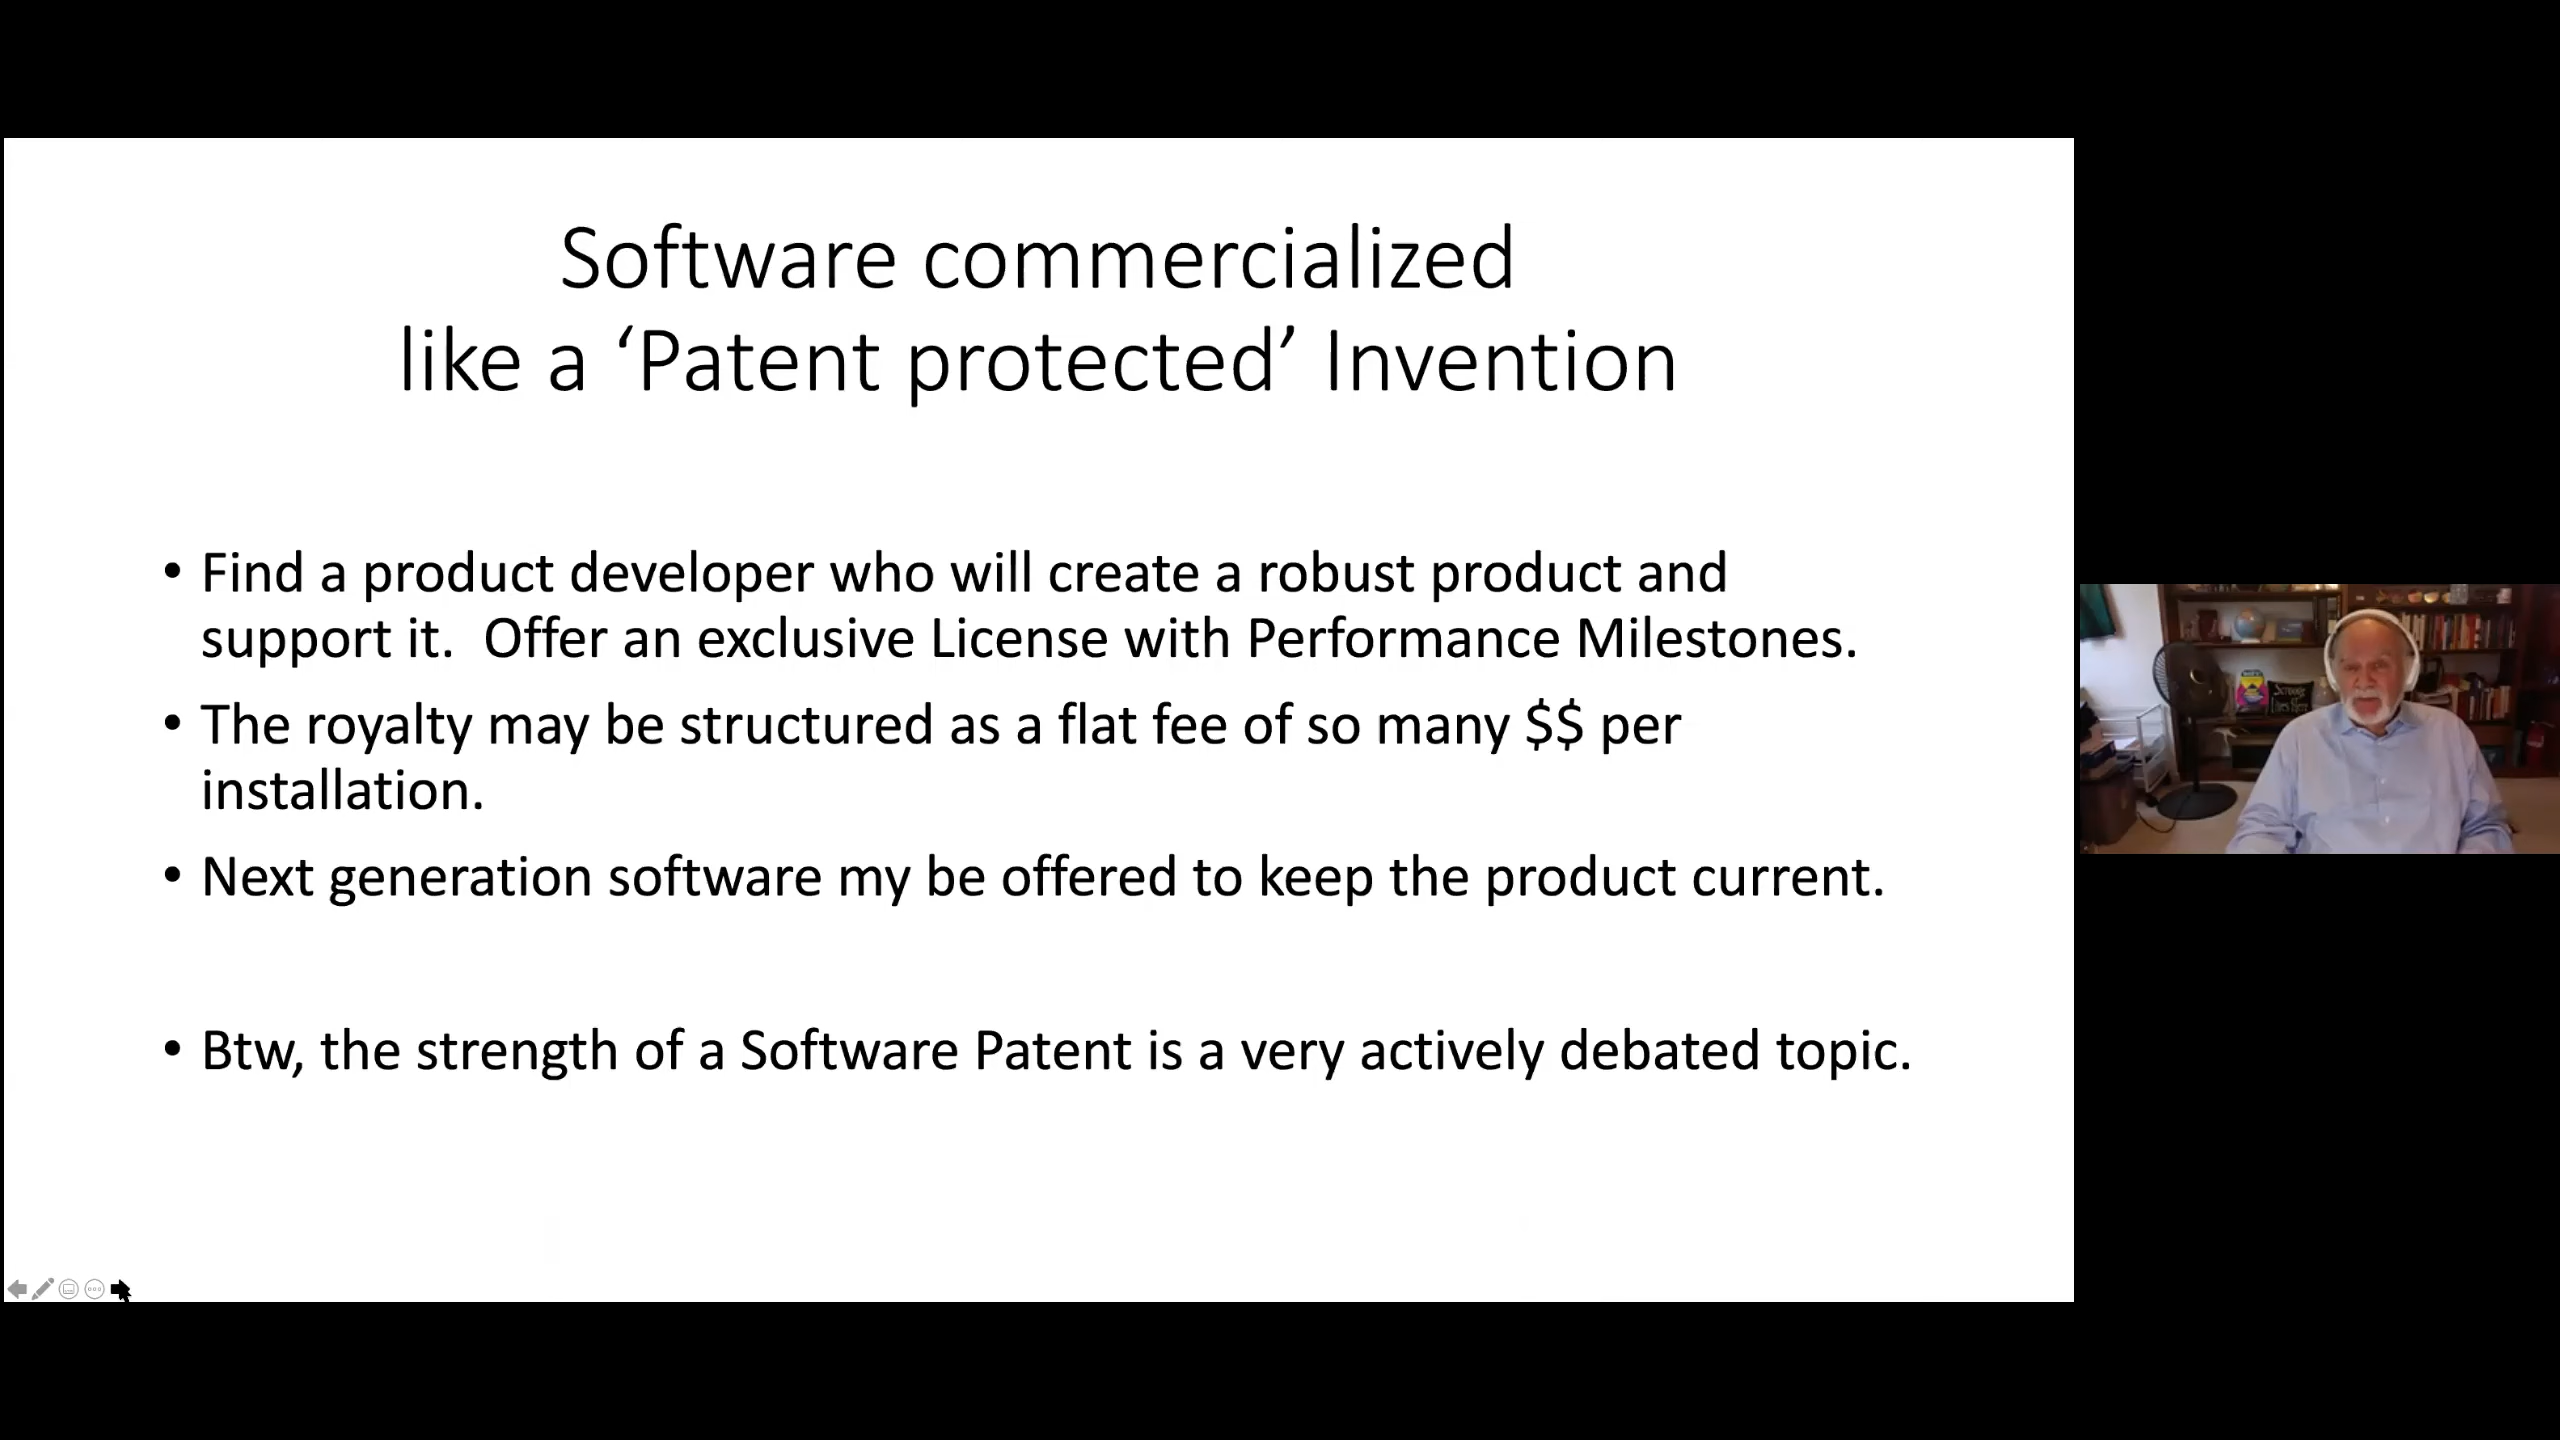 Software commercialized
like a ‘Patent protected’ Invention
• Find a product developer who will create a robust product and
support it.  Offer an exclusive License with Performance Milestones.
• The royalty may be structured as a flat fee of so many $$ per
installation.
• Next generation software my be offered to keep the product current.
• Btw, the strength of a Software Patent is a very actively debated topic.